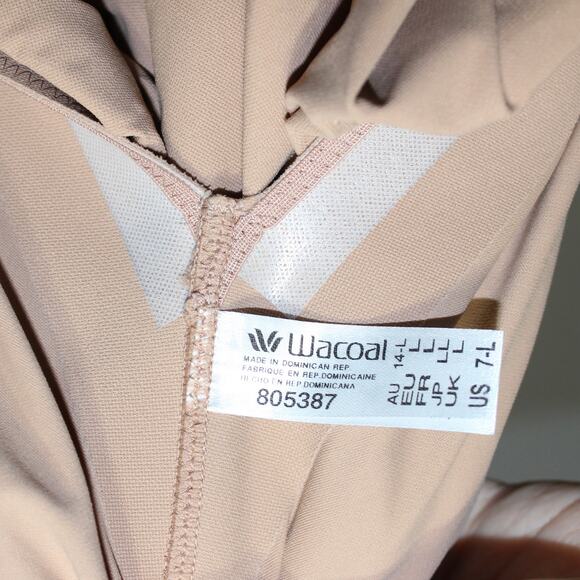 Wacoal
MADE IN DOMINICAN REP.
FABRIQUE EN REP.DOMINICAINE
HECHO EN REP.DOMINICANA
805387
AU 14-L
EU L
FR L
JP LL
UK L
US 7-L